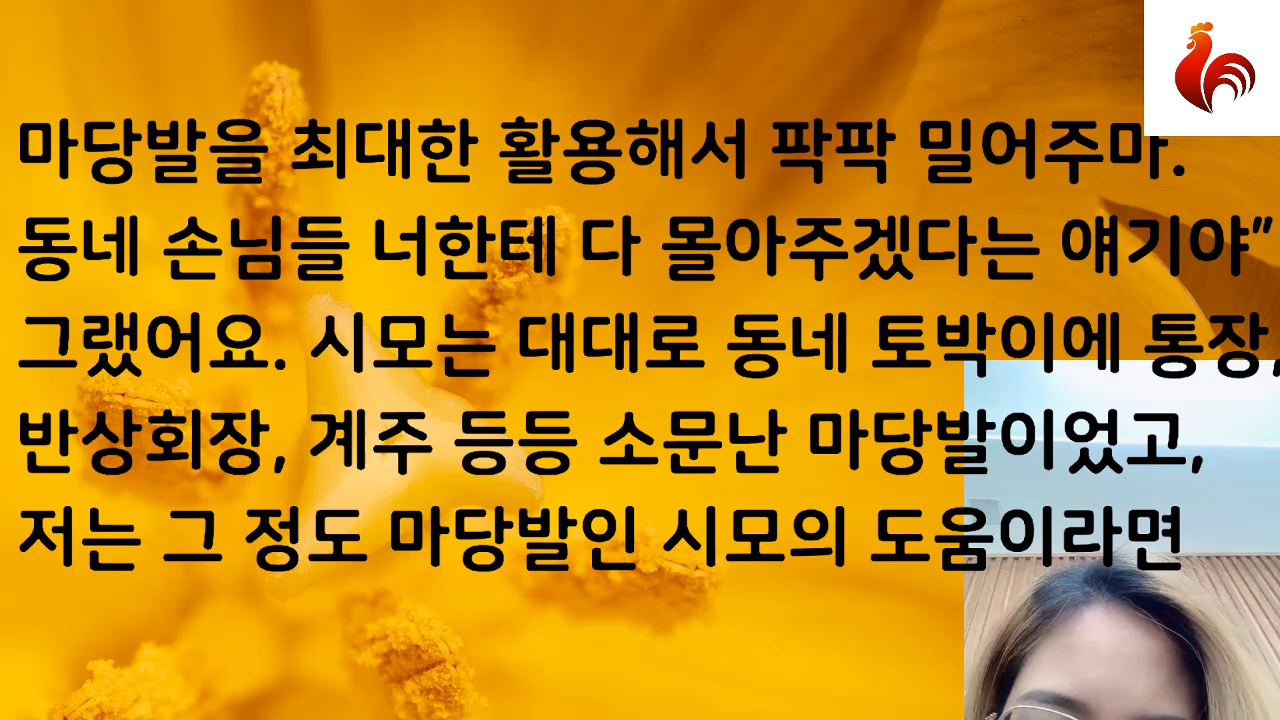 마당발을 최대한 활용해서 팍팍 밀어주마.
동네 손님들 너한테 다 몰아주겠다는 얘기야”
그랬어요. 시모는 대대로 동네 토박이에 통장,
반상회장, 계주 등등 소문난 마당발이었고,
저는 그 정도 마당발인 시모의 도움이라면